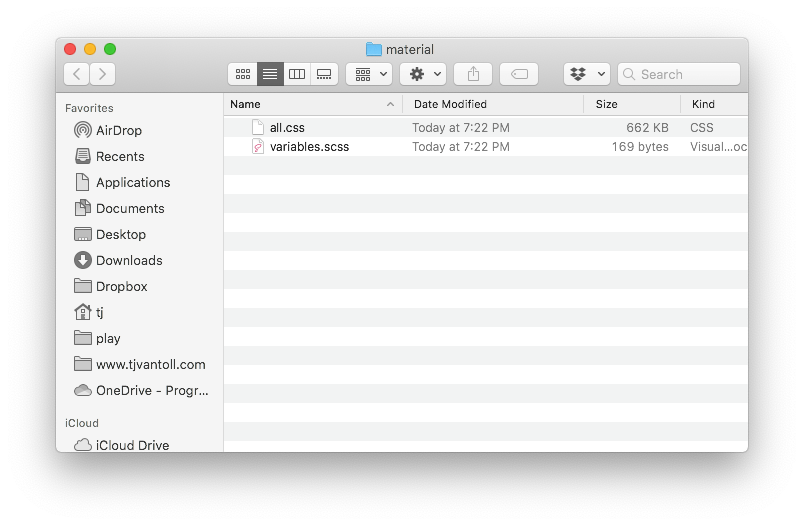 material
Search
Favorites
AirDrop
Recents
Applications
Documents
Desktop
Downloads
Dropbox
tj
play
www.tjvantoll.com
OneDrive - Progr...
iCloud
iCloud Drive
Name Date Modified Size Kind
all.css Today at 7:22 PM 662 KB CSS
variables.scss Today at 7:22 PM 169 bytes Visual...oc